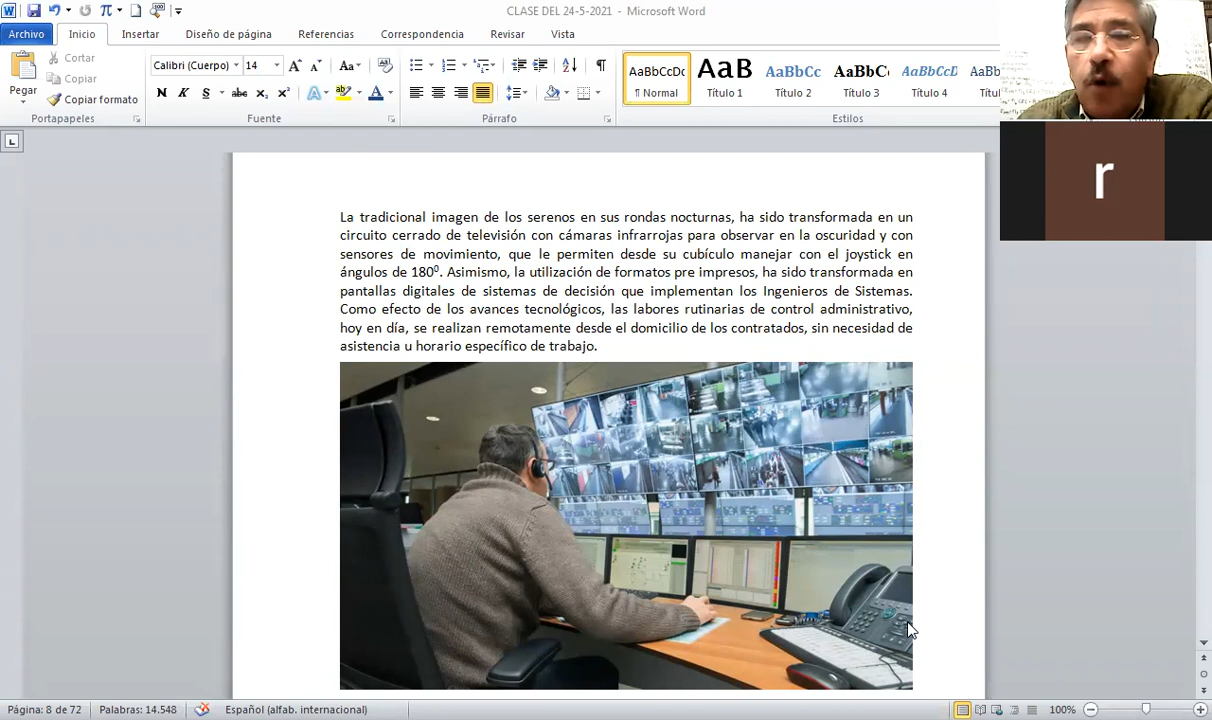 CLASE DEL 24-5-2021 - Microsoft Word
Archivo Inicio Insertar Diseño de página Referencias Correspondencia Revisar Vista
Pegar
Cortar
Copiar
Copiar formato
Portapapeles
Calibri (Cuerpo) 14 A A Aa
N K S abc x₂ x² A ab A
Fuente
Párrafo
AaBbCcDc AaB AaBbCc AaBbCc AaBbCcD AaBb
¶ Normal Título 1 Título 2 Título 3 Título 4 Títu
Estilos
r
L
La tradicional imagen de los serenos en sus rondas nocturnas, ha sido transformada en un
circuito cerrado de televisión con cámaras infrarrojas para observar en la oscuridad y con
sensores de movimiento, que le permiten desde su cubículo manejar con el joystick en
ángulos de 180⁰. Asimismo, la utilización de formatos pre impresos, ha sido transformada en
pantallas digitales de sistemas de decisión que implementan los Ingenieros de Sistemas.
Como efecto de los avances tecnológicos, las labores rutinarias de control administrativo,
hoy en día, se realizan remotamente desde el domicilio de los contratados, sin necesidad de
asistencia u horario específico de trabajo.
Página: 8 de 72 Palabras: 14.548 Español (alfab. internacional) 100%